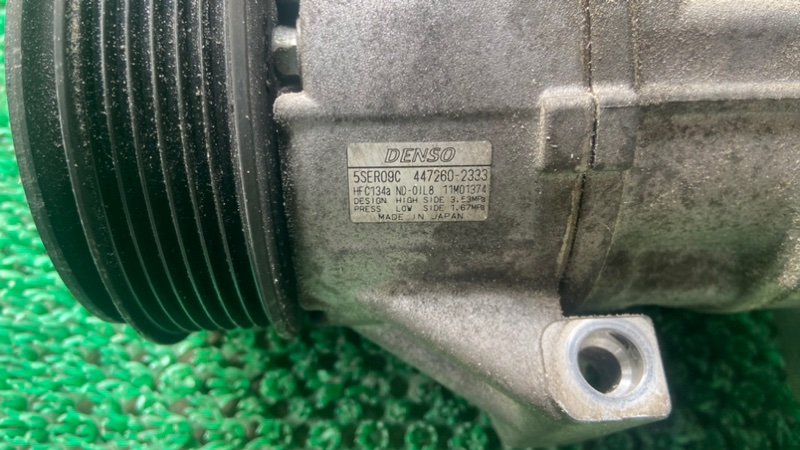 DENSO
5SER09C 447260-2333
HFC134a ND-OIL8 11M01374
DESIGN HIGH SIDE 3.53MPa
PRESS LOW SIDE 1.67MPa
MADE IN JAPAN